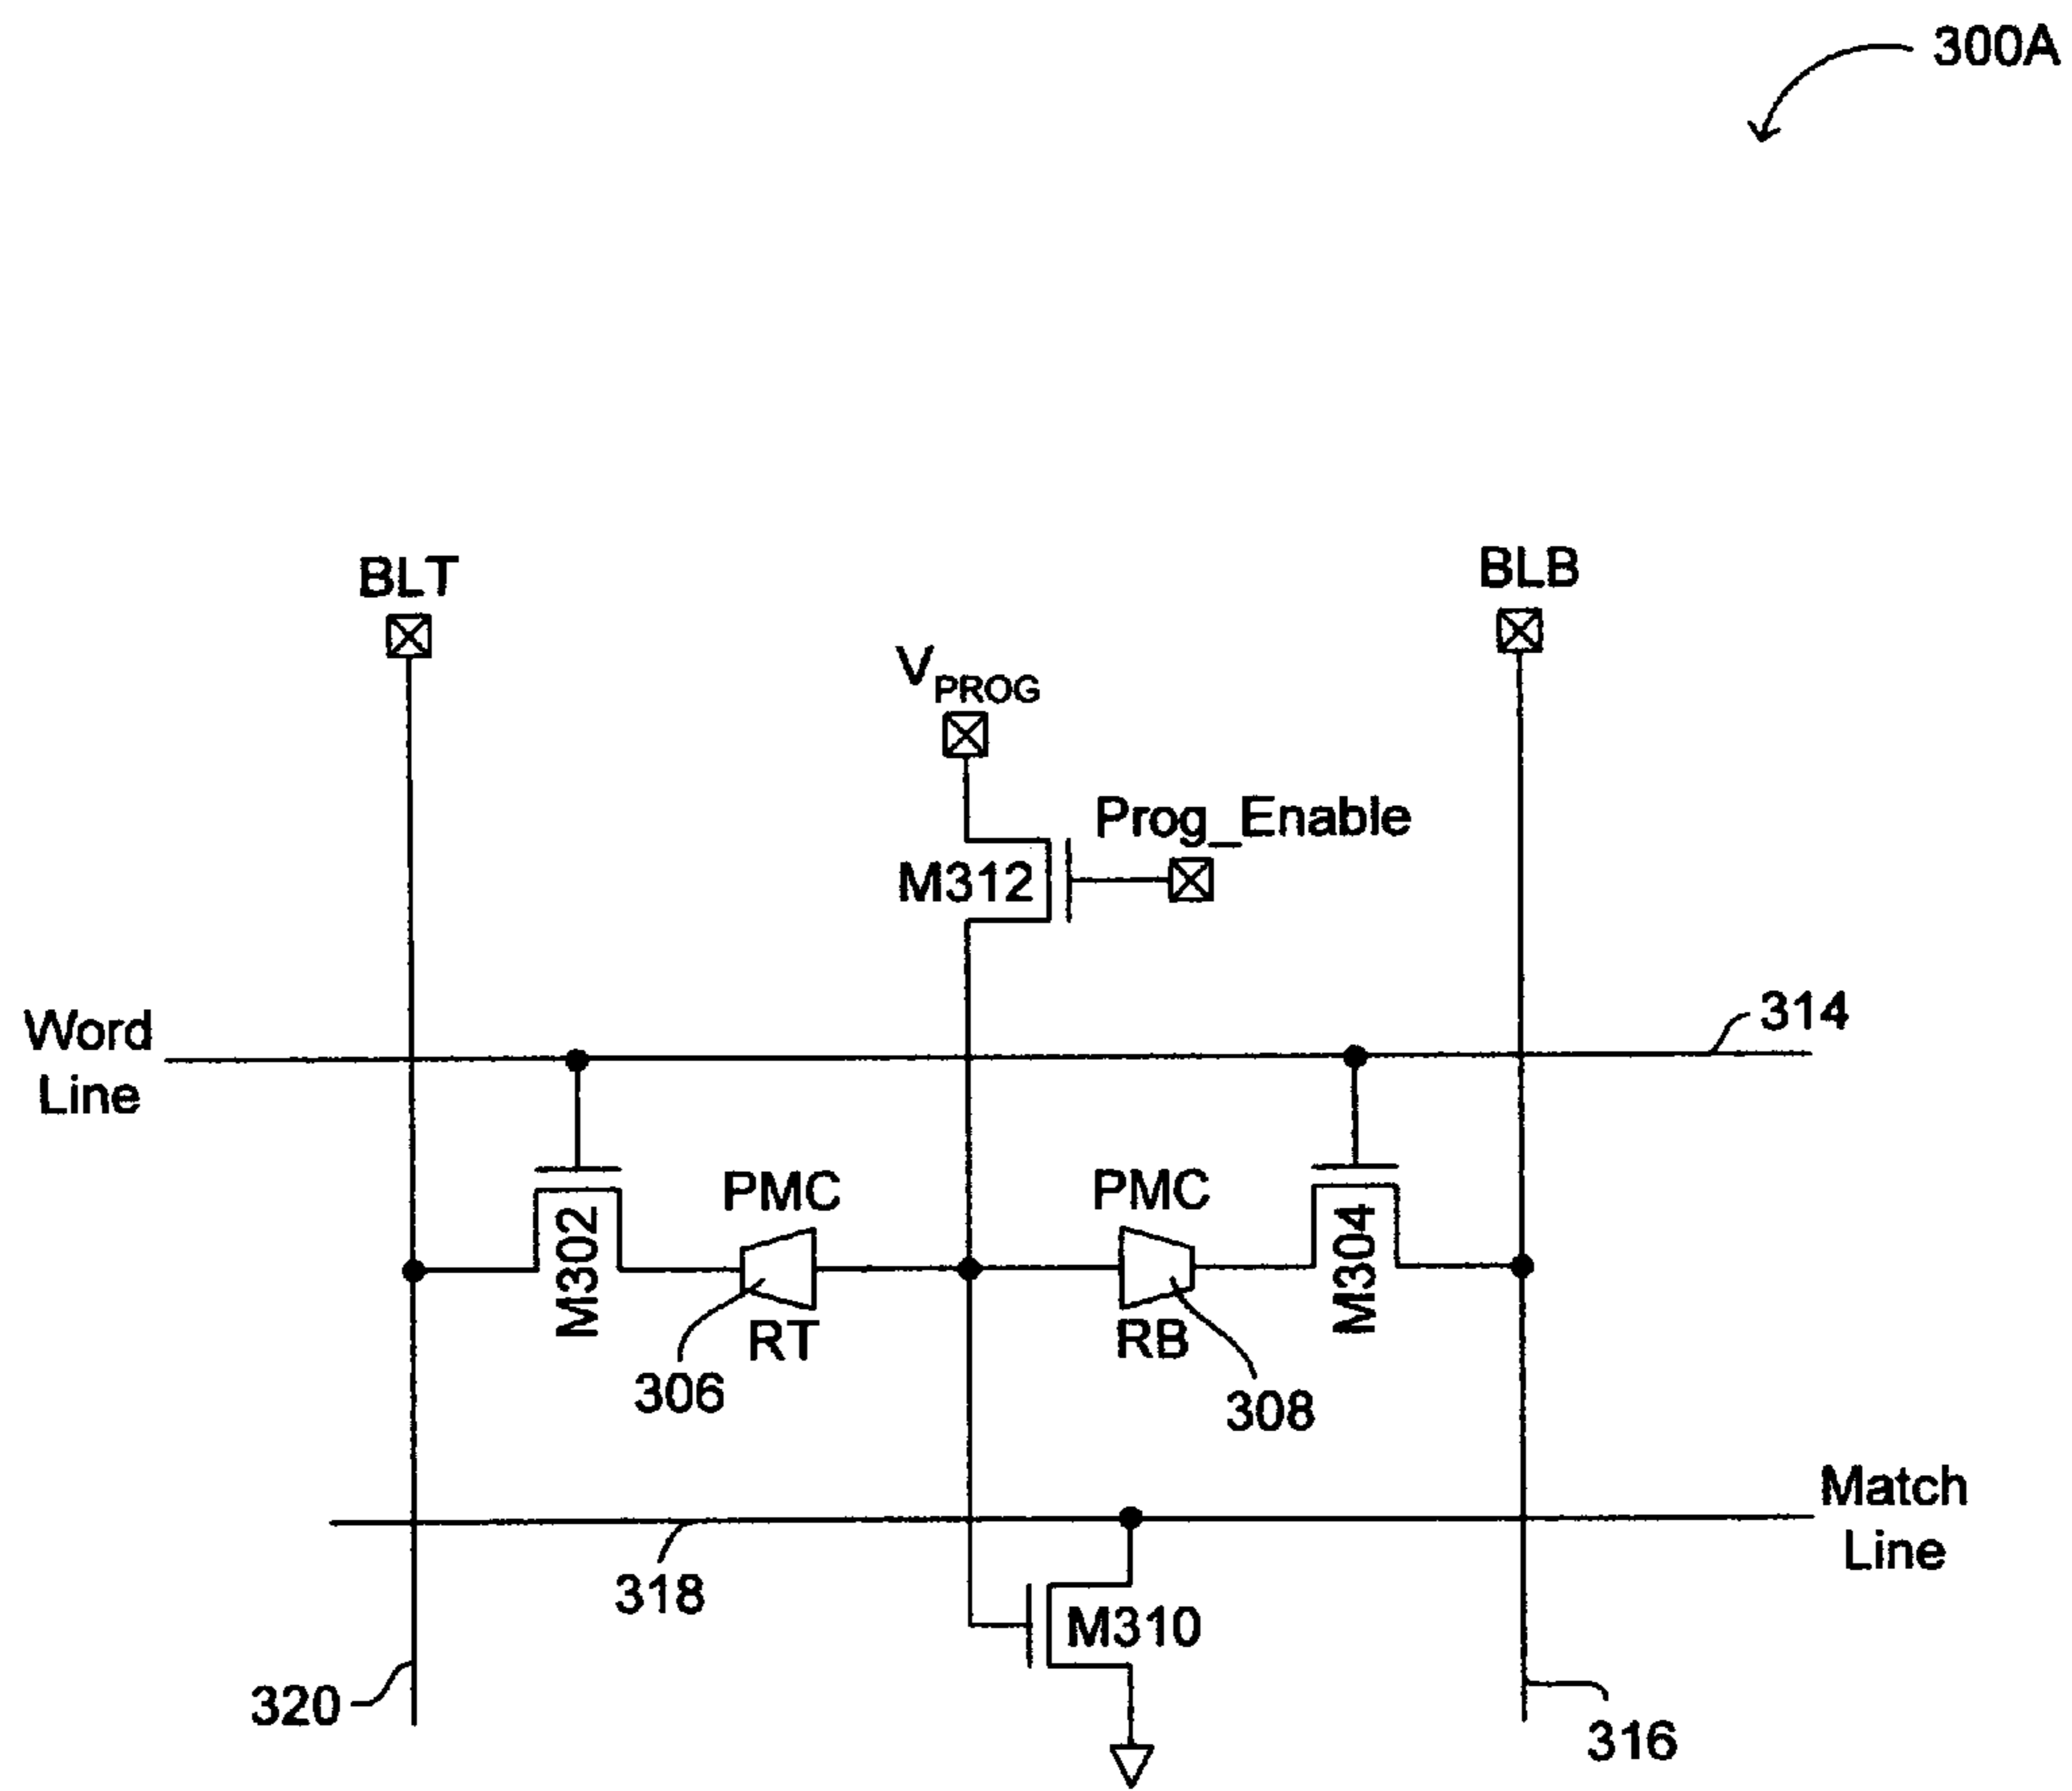 300A
BLT
BLB
VPROG
Prog_Enable
M312
314
Word
Line
PMC
PMC
M302
M304
RT
RB
306
308
Match
Line
318
M310
320
316